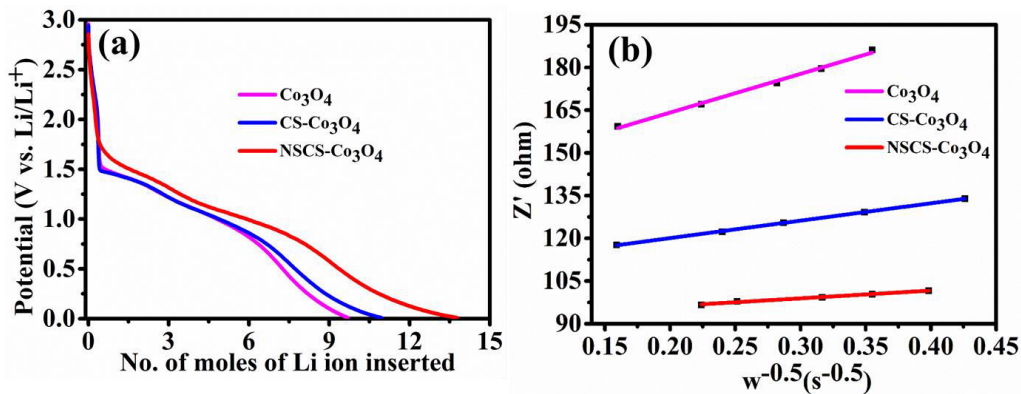 (a)
Potential (V vs. Li/Li⁺)
3.0
2.5
2.0
1.5
1.0
0.5
0.0
Co₃O₄
CS-Co₃O₄
NSCS-Co₃O₄
0 3 6 9 12 15
No. of moles of Li ion inserted
(b)
Z' (ohm)
195
180
165
150
135
120
105
90
Co₃O₄
CS-Co₃O₄
NSCS-Co₃O₄
0.15 0.20 0.25 0.30 0.35 0.40 0.45
w⁻⁰·⁵(s⁻⁰·⁵)